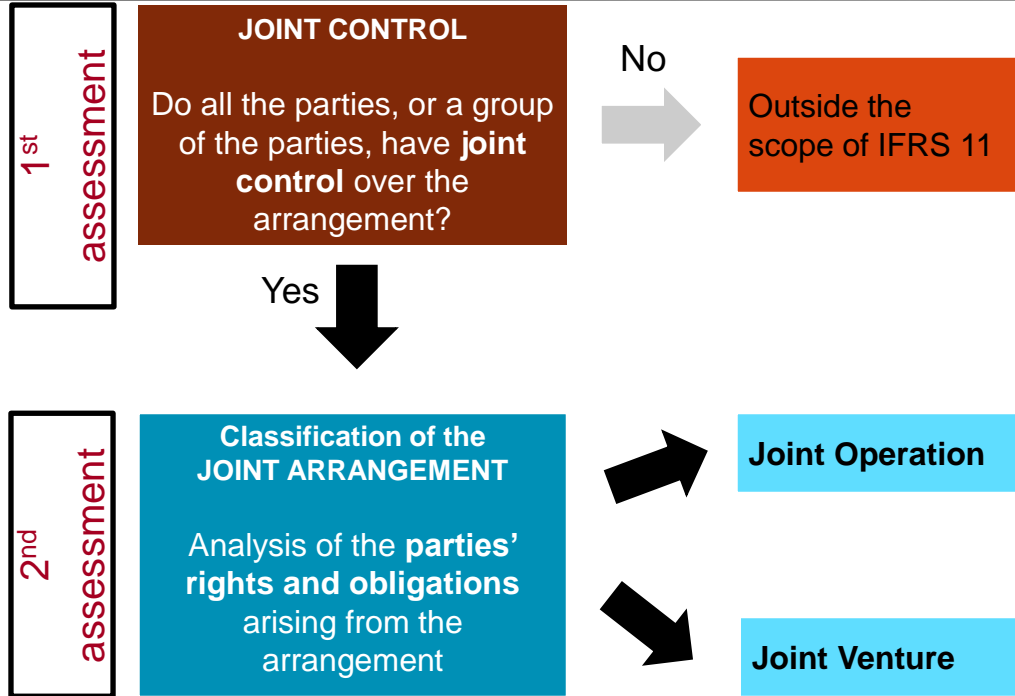 1st
assessment
JOINT CONTROL
Do all the parties, or a group
of the parties, have joint
control over the
arrangement?
No
Outside the
scope of IFRS 11
Yes
2nd
assessment
Classification of the
JOINT ARRANGEMENT
Analysis of the parties’
rights and obligations
arising from the
arrangement
Joint Operation
Joint Venture